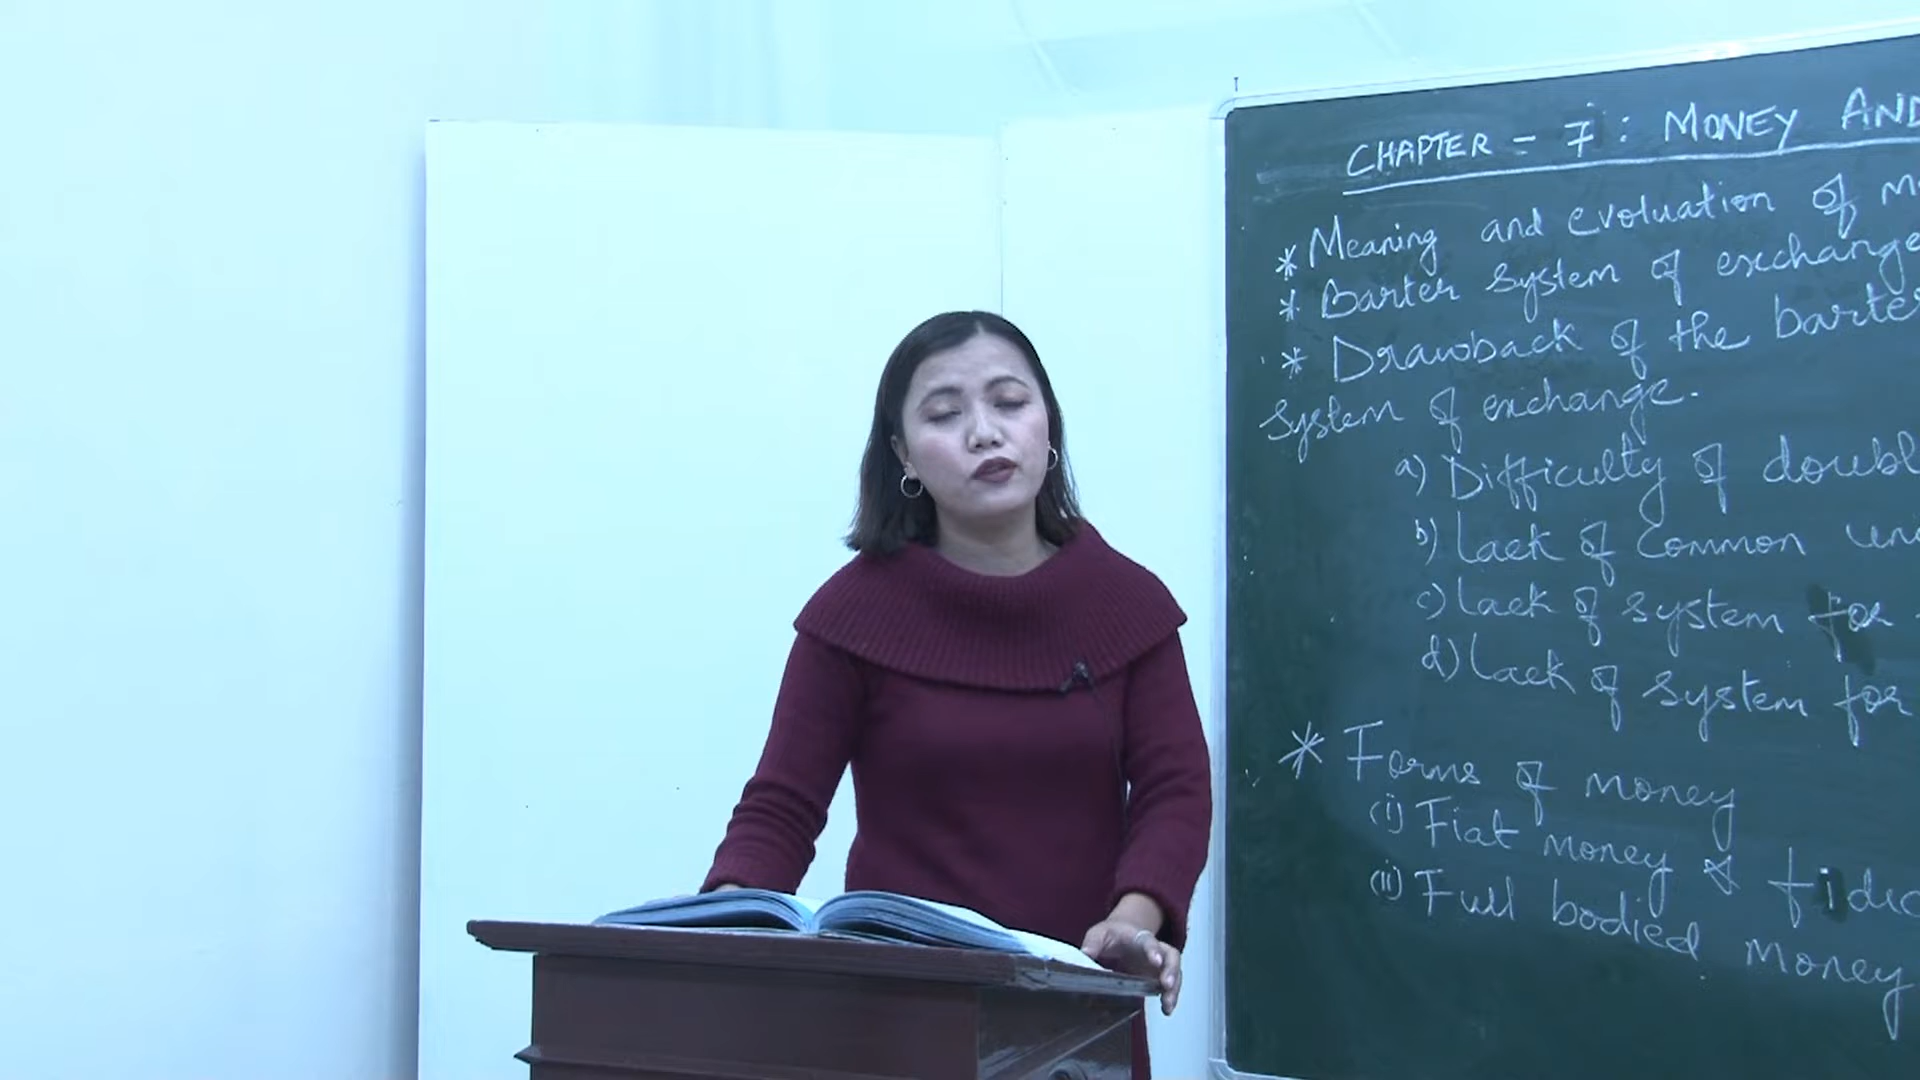 CHAPTER - 7 : MONEY AND
* Meaning and evoluation of
* Barter system of exchange
* Drawback of the barter
system of exchange.
a) Difficulty of
b) Lack of common
c) Lack of system for
d) Lack of system for
* Forms of money
(i) Fiat money &
(ii) Full bodied money